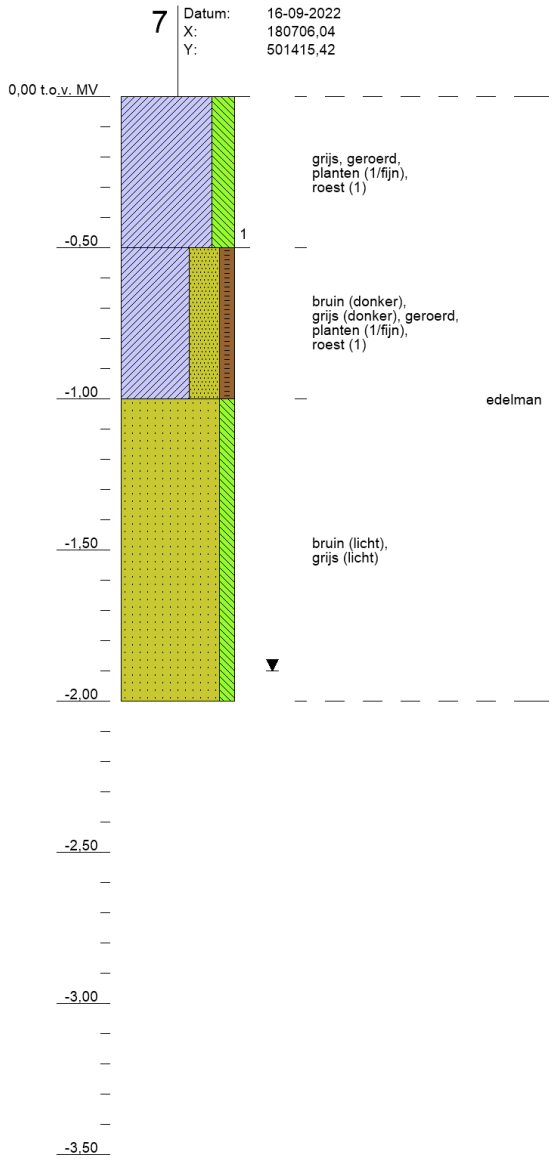 7
Datum: 16-09-2022
X: 180706,04
Y: 501415,42
0,00 t.o.v. MV
grijs, geroerd,
planten (1/fijn),
roest (1)
1
-0,50
bruin (donker),
grijs (donker), geroerd,
planten (1/fijn),
roest (1)
-1,00
edelman
-1,50
bruin (licht),
grijs (licht)
-2,00
-2,50
-3,00
-3,50